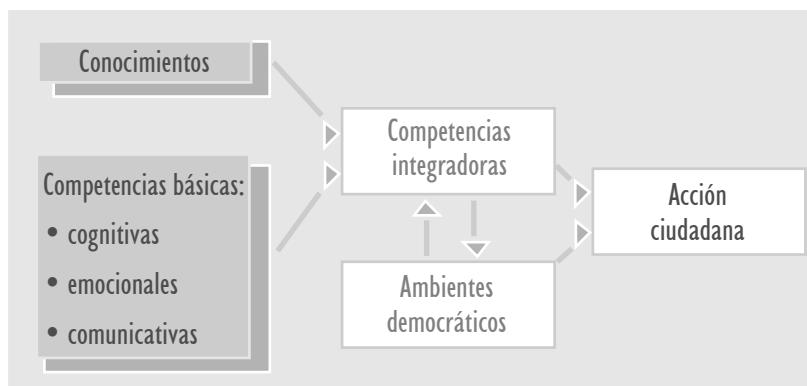 Conocimientos
Competencias básicas:
• cognitivas
• emocionales
• comunicativas
Competencias
integradoras
Ambientes
democráticos
Acción
ciudadana